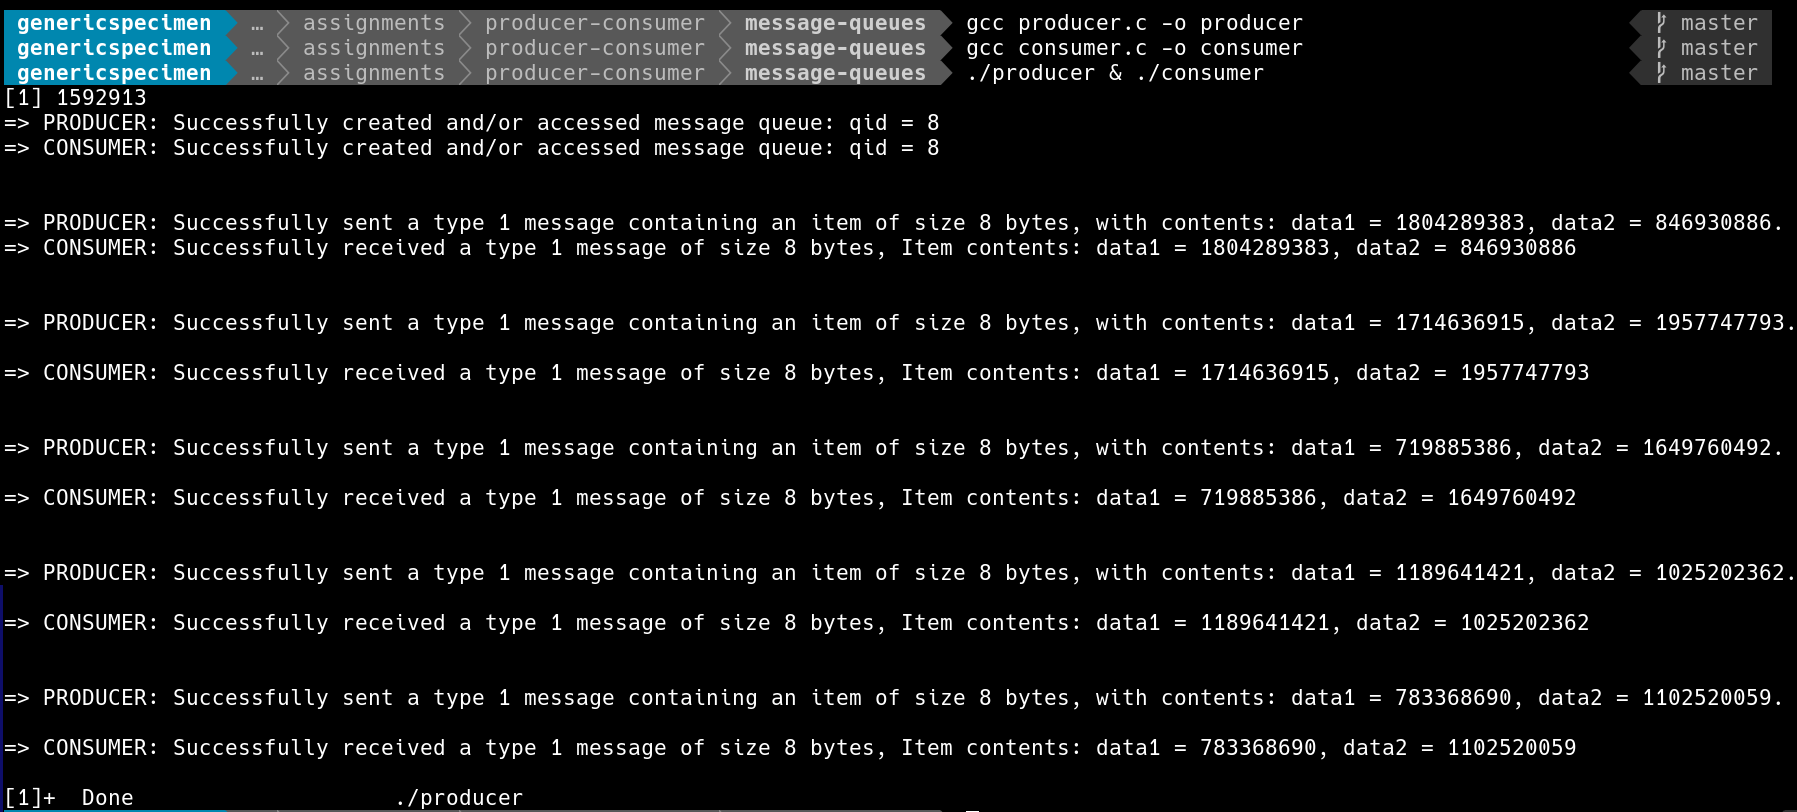 genericspecimen … assignments producer-consumer message-queues gcc producer.c -o producer master
genericspecimen … assignments producer-consumer message-queues gcc consumer.c -o consumer master
genericspecimen … assignments producer-consumer message-queues ./producer & ./consumer master
[1] 1592913
=> PRODUCER: Successfully created and/or accessed message queue: qid = 8
=> CONSUMER: Successfully created and/or accessed message queue: qid = 8
=> PRODUCER: Successfully sent a type 1 message containing an item of size 8 bytes, with contents: data1 = 1804289383, data2 = 846930886.
=> CONSUMER: Successfully received a type 1 message of size 8 bytes, Item contents: data1 = 1804289383, data2 = 846930886
=> PRODUCER: Successfully sent a type 1 message containing an item of size 8 bytes, with contents: data1 = 1714636915, data2 = 1957747793.
=> CONSUMER: Successfully received a type 1 message of size 8 bytes, Item contents: data1 = 1714636915, data2 = 1957747793
=> PRODUCER: Successfully sent a type 1 message containing an item of size 8 bytes, with contents: data1 = 719885386, data2 = 1649760492.
=> CONSUMER: Successfully received a type 1 message of size 8 bytes, Item contents: data1 = 719885386, data2 = 1649760492
=> PRODUCER: Successfully sent a type 1 message containing an item of size 8 bytes, with contents: data1 = 1189641421, data2 = 1025202362.
=> CONSUMER: Successfully received a type 1 message of size 8 bytes, Item contents: data1 = 1189641421, data2 = 1025202362
=> PRODUCER: Successfully sent a type 1 message containing an item of size 8 bytes, with contents: data1 = 783368690, data2 = 1102520059.
=> CONSUMER: Successfully received a type 1 message of size 8 bytes, Item contents: data1 = 783368690, data2 = 1102520059
[1]+ Done ./producer